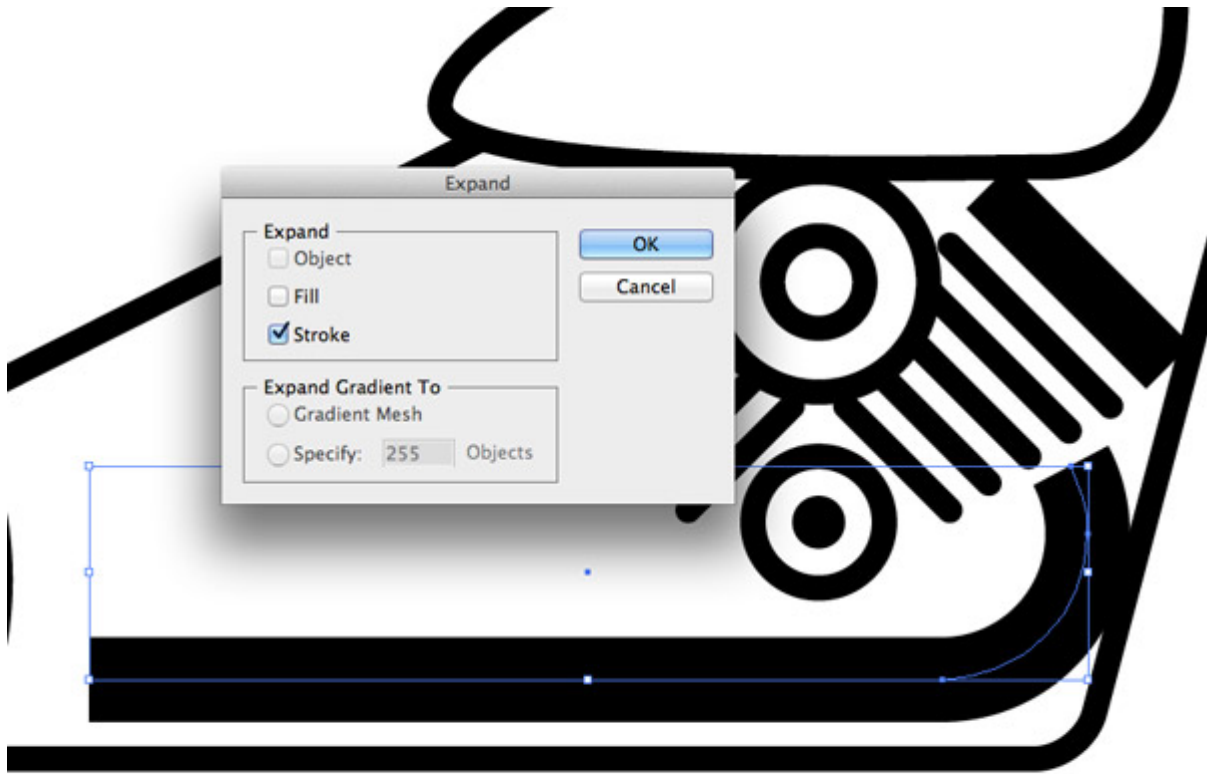 Expand
Expand
Object
Fill
Stroke
OK
Cancel
Expand Gradient To
Gradient Mesh
Specify: 255 Objects